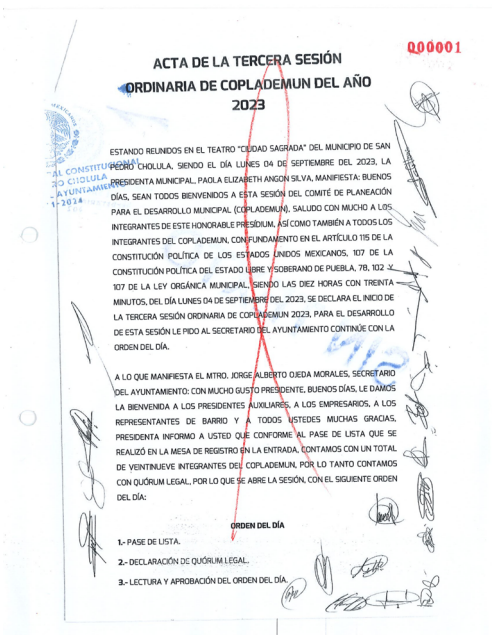 000001
ACTA DE LA TERCERA SESIÓN
ORDINARIA DE COPLADEMUN DEL AÑO
2023
ESTANDO REUNIDOS EN EL TEATRO "CIUDAD SAGRADA" DEL MUNICIPIO DE SAN
PEDRO CHOLULA, SIENDO EL DÍA LUNES 04 DE SEPTIEMBRE DEL 2023, LA
PRESIDENTA MUNICIPAL, PAOLA ELIZABETH ANGON SILVA, MANIFIESTA: BUENOS
DÍAS, SEAN TODOS BIENVENIDOS A ESTA SESIÓN DEL COMITÉ DE PLANEACIÓN
PARA EL DESARROLLO MUNICIPAL (COPLADEMUN), SALUDO CON MUCHO A LOS
INTEGRANTES DE ESTE HONORABLE PRESÍDIUM, ASÍ COMO TAMBIÉN A TODOS LOS
INTEGRANTES DEL COPLADEMUN, CON FUNDAMENTO EN EL ARTÍCULO 115 DE LA
CONSTITUCIÓN POLÍTICA DE LOS ESTADOS UNIDOS MEXICANOS, 107 DE LA
CONSTITUCIÓN POLÍTICA DEL ESTADO LIBRE Y SOBERANO DE PUEBLA, 78, 102 Y
107 DE LA LEY ORGÁNICA MUNICIPAL, SIENDO LAS DIEZ HORAS CON TREINTA
MINUTOS, DEL DÍA LUNES 04 DE SEPTIEMBRE DEL 2023, SE DECLARA EL INICIO DE
LA TERCERA SESIÓN ORDINARIA DE COPLADEMUN 2023, PARA EL DESARROLLO
DE ESTA SESIÓN LE PIDO AL SECRETARIO DEL AYUNTAMIENTO CONTINÚE CON LA
ORDEN DEL DÍA.
A LO QUE MANIFIESTA EL MTRO. JORGE ALBERTO OJEDA MORALES, SECRETARIO
DEL AYUNTAMIENTO: CON MUCHO GUSTO PRESIDENTE, BUENOS DÍAS, LE DAMOS
LA BIENVENIDA A LOS PRESIDENTES AUXILIARES, A LOS EMPRESARIOS, A LOS
REPRESENTANTES DE BARRIO Y A TODOS USTEDES MUCHAS GRACIAS,
PRESIDENTA INFORMO A USTED QUE CONFORME AL PASE DE LISTA QUE SE
REALIZÓ EN LA MESA DE REGISTRO EN LA ENTRADA, CONTAMOS CON UN TOTAL
DE VEINTINUEVE INTEGRANTES DEL COPLADEMUN, POR LO TANTO CONTAMOS
CON QUÓRUM LEGAL, POR LO QUE SE ABRE LA SESIÓN, CON EL SIGUIENTE ORDEN
DEL DÍA:
ORDEN DEL DÍA
1.- PASE DE LISTA.
2.- DECLARACIÓN DE QUÓRUM LEGAL.
3.- LECTURA Y APROBACIÓN DEL ORDEN DEL DÍA.
AL CONSTITUCIONAL
RO CHOLULA
AYUNTAMIENTO
1-2024